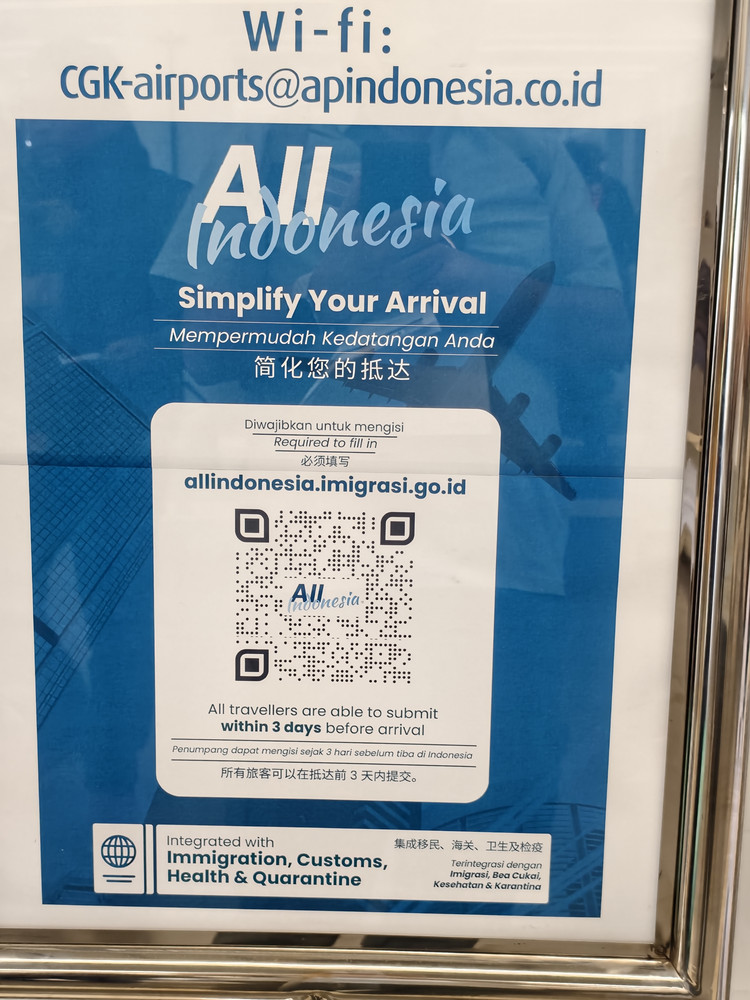 Wi-fi:
CGK-airports@apindonesia.co.id
All
Indonesia
Simplify Your Arrival
Mempermudah Kedatangan Anda
简化您的抵达
Diwajibkan untuk mengisi
Required to fill in
必须填写
allindonesia.imigrasi.go.id
All
Indonesia
All travellers are able to submit
within 3 days before arrival
Penumpang dapat mengisi sejak 3 hari sebelum tiba di Indonesia
所有旅客可以在抵达前 3 天内提交。
Integrated with
Immigration, Customs,
Health & Quarantine
集成移民、海关、卫生及检疫
Terintegrasi dengan
Imigrasi, Bea Cukai,
Kesehatan & Karantina